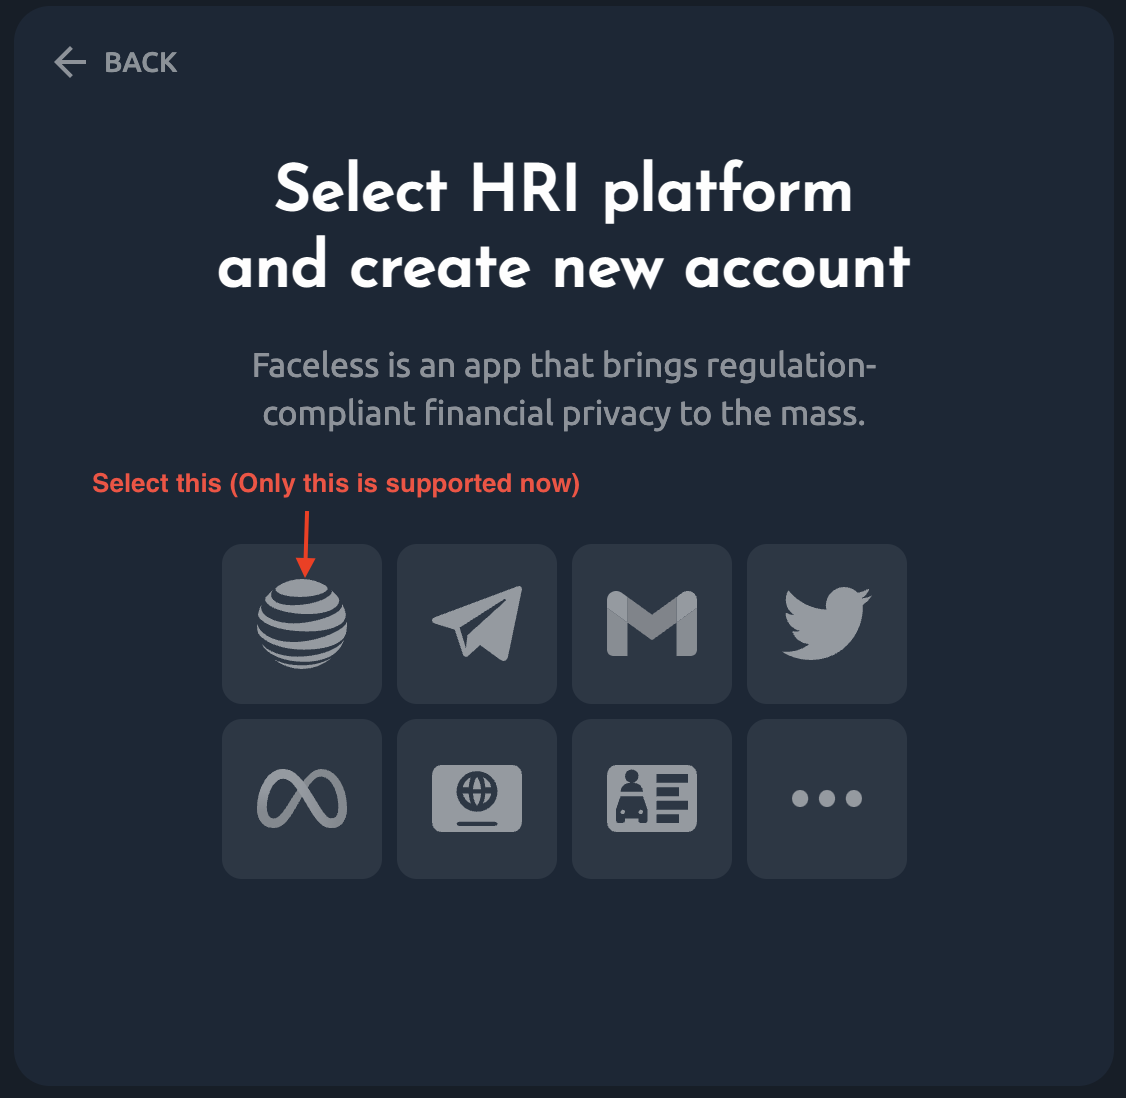 BACK
Select HRI platform
and create new account
Faceless is an app that brings regulation-
compliant financial privacy to the mass.
Select this (Only this is supported now)